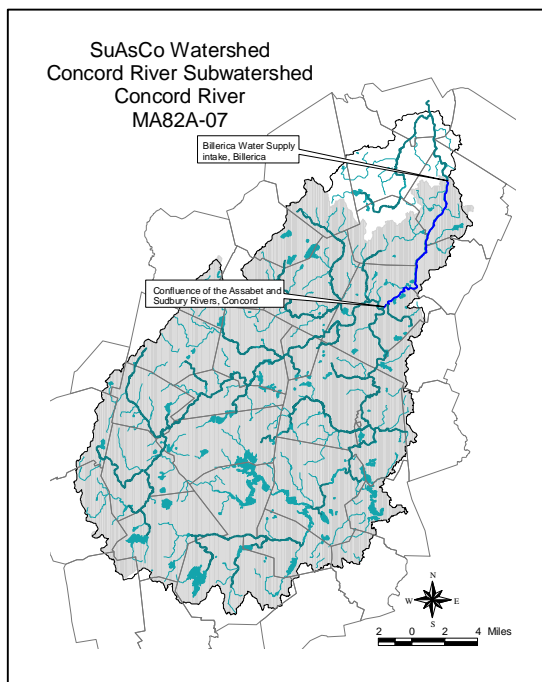 SuAsCo Watershed
Concord River Subwatershed
Concord River
MA82A-07
Billerica Water Supply
intake, Billerica
Confluence of the Assabet and
Sudbury Rivers, Concord
N
W E
S
2 0 2 4 Miles